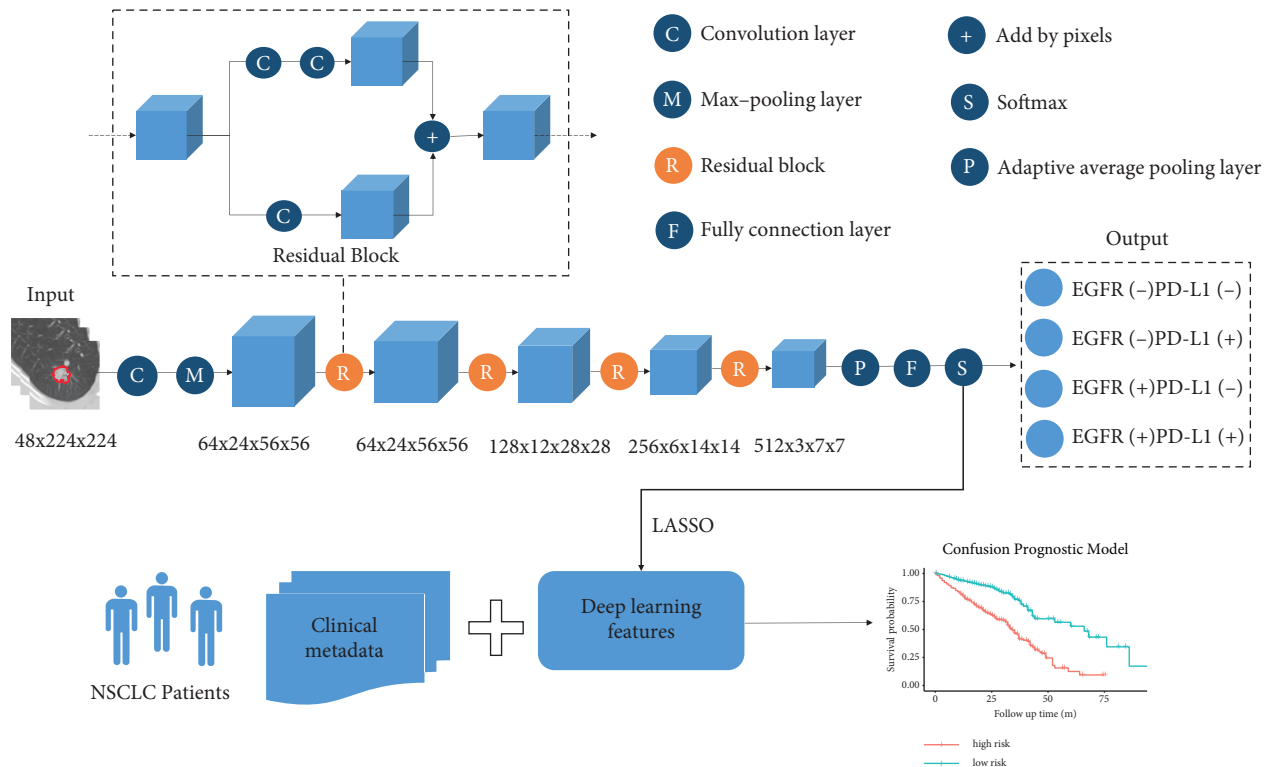 C
Convolution layer
+
Add by pixels
C
C
M
Max–pooling layer
S
Softmax
+
R
Residual block
P
Adaptive average pooling layer
C
F
Fully connection layer
Residual Block
Output
EGFR (–)PD-L1 (–)
EGFR (–)PD-L1 (+)
EGFR (+)PD-L1 (–)
EGFR (+)PD-L1 (+)
Input
C
M
R
R
R
R
P
F
S
48x224x224
64x24x56x56
64x24x56x56
128x12x28x28
256x6x14x14
512x3x7x7
LASSO
NSCLC Patients
Clinical
metadata
Deep learning
features
Confusion Prognostic Model
Survival probability
1.00
0.75
0.50
0.25
0.00
0
25
50
75
Follow up time (m)
high risk
low risk